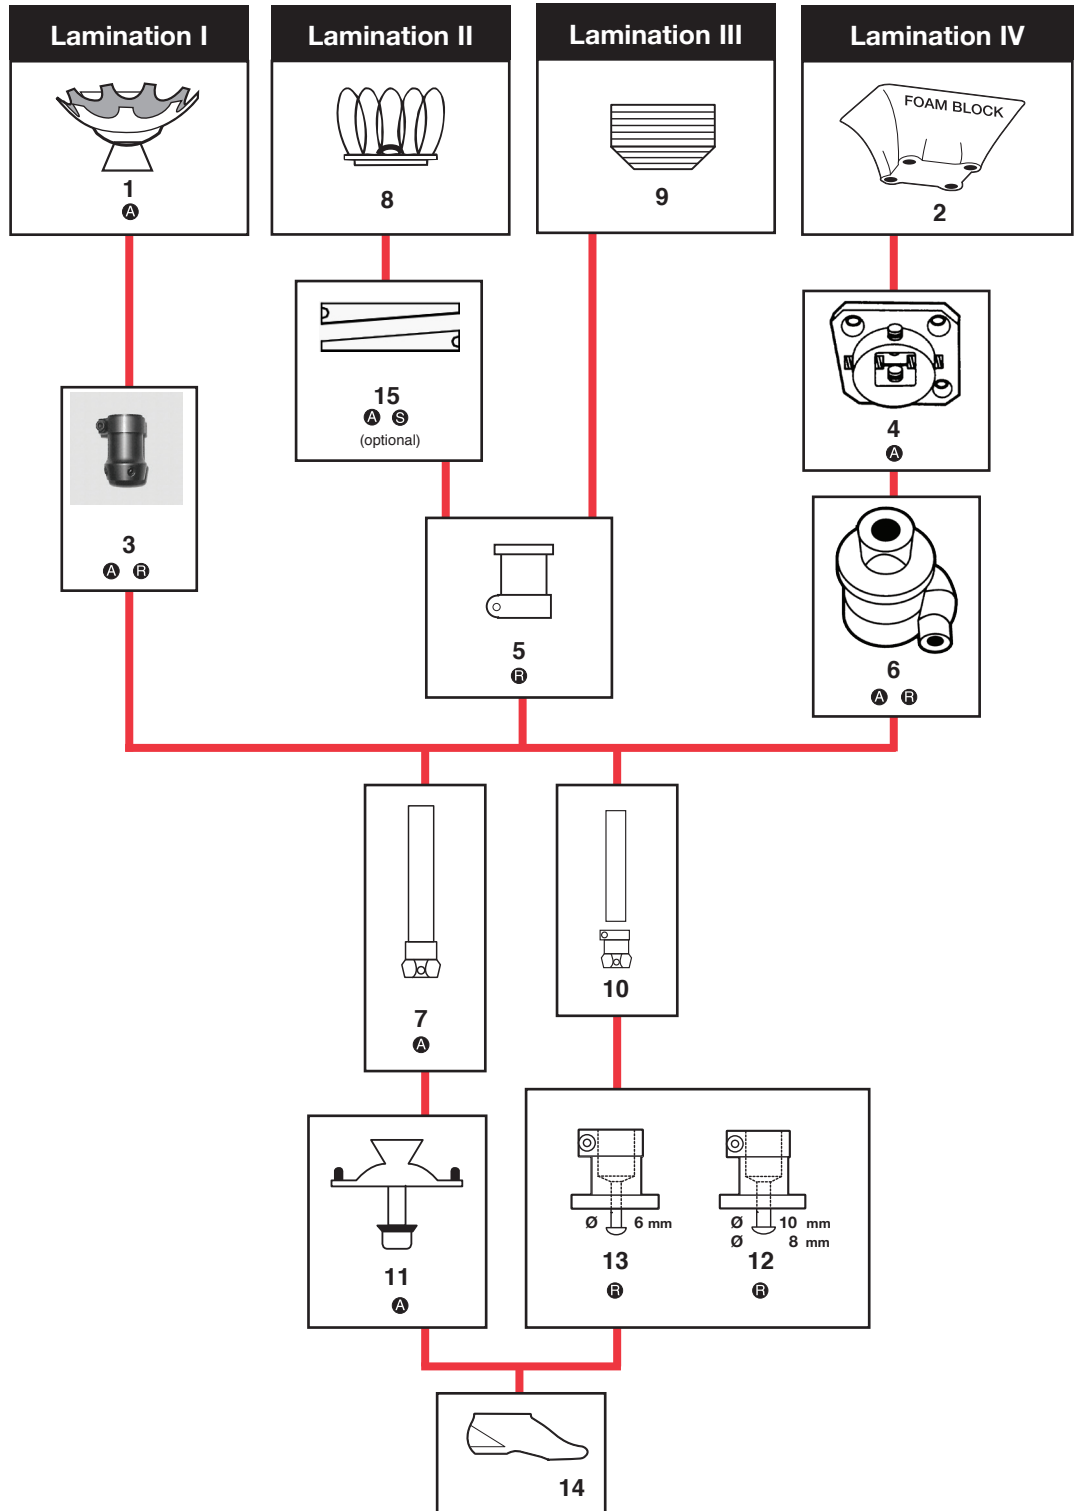 Lamination I
Lamination II
Lamination III
Lamination IV
1
A
8
9
FOAM BLOCK
2
15
A S
(optional)
4
A
3
A R
5
R
6
A R
7
A
10
11
A
Ø 6 mm
13
R
Ø 10 mm
Ø 8 mm
12
R
14